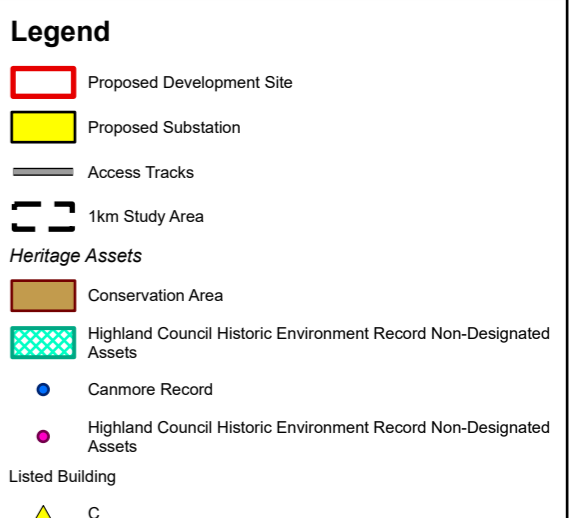 Legend
Proposed Development Site
Proposed Substation
Access Tracks
1km Study Area
Heritage Assets
Conservation Area
Highland Council Historic Environment Record Non-Designated
Assets
Canmore Record
Highland Council Historic Environment Record Non-Designated
Assets
Listed Building
C